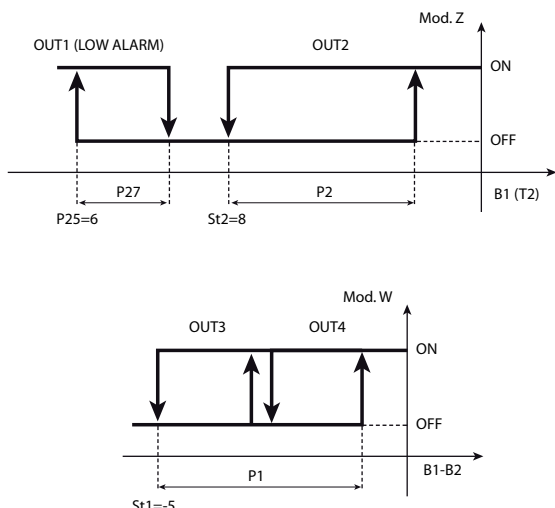 Mod. Z
OUT1 (LOW ALARM)
OUT2
ON
OFF
P27
P2
B1 (T2)
P25=6
St2=8
Mod. W
OUT3
OUT4
ON
OFF
P1
B1-B2
St1=-5